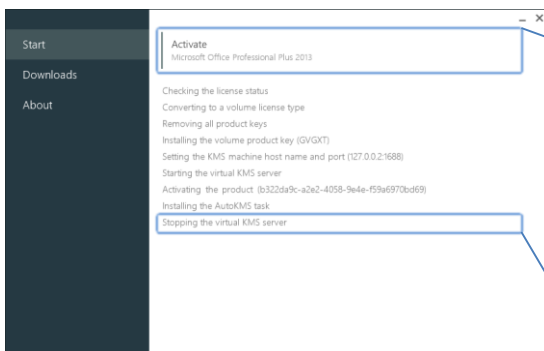 Start
Downloads
About
Activate
Microsoft Office Professional Plus 2013
Checking the license status
Converting to a volume license type
Removing all product keys
Installing the volume product key (GVGXT)
Setting the KMS machine host name and port (127.0.0.2:1688)
Starting the virtual KMS server
Activating the product (b322da9c-a2e2-4058-9e4e-f59a6970bd69)
Installing the AutoKMS task
Stopping the virtual KMS server